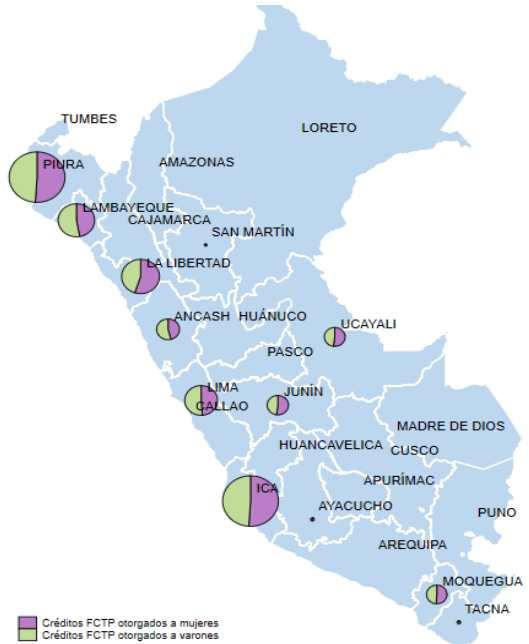 TUMBES
LORETO
PIURA
AMAZONAS
LAMBAYEQUE
CAJAMARCA
SAN MARTÍN
LA LIBERTAD
ANCASH
HUÁNUCO
UCAYALI
PASCO
LIMA
JUNÍN
CALLAO
MADRE DE DIOS
HUANCAVELICA
CUSCO
APURÍMAC
ICA
AYACUCHO
PUNO
AREQUIPA
MOQUEGUA
TACNA
Créditos FCTP otorgados a mujeres
Créditos FCTP otorgados a varones